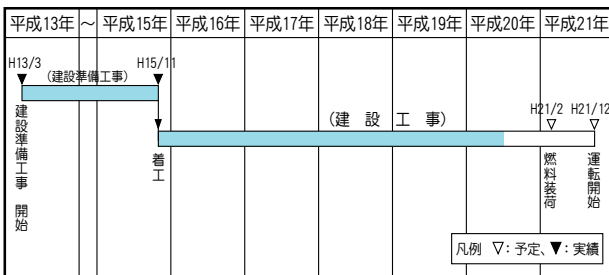 平成13年 ～ 平成15年 平成16年 平成17年 平成18年 平成19年 平成20年 平成21年
H13/3 H15/11
（建設準備工事）
（建 設 工 事）
H21/2 H21/12
建設準備工事 開始
着工
燃料装荷
運転開始
凡例 ▽：予定、▼：実績